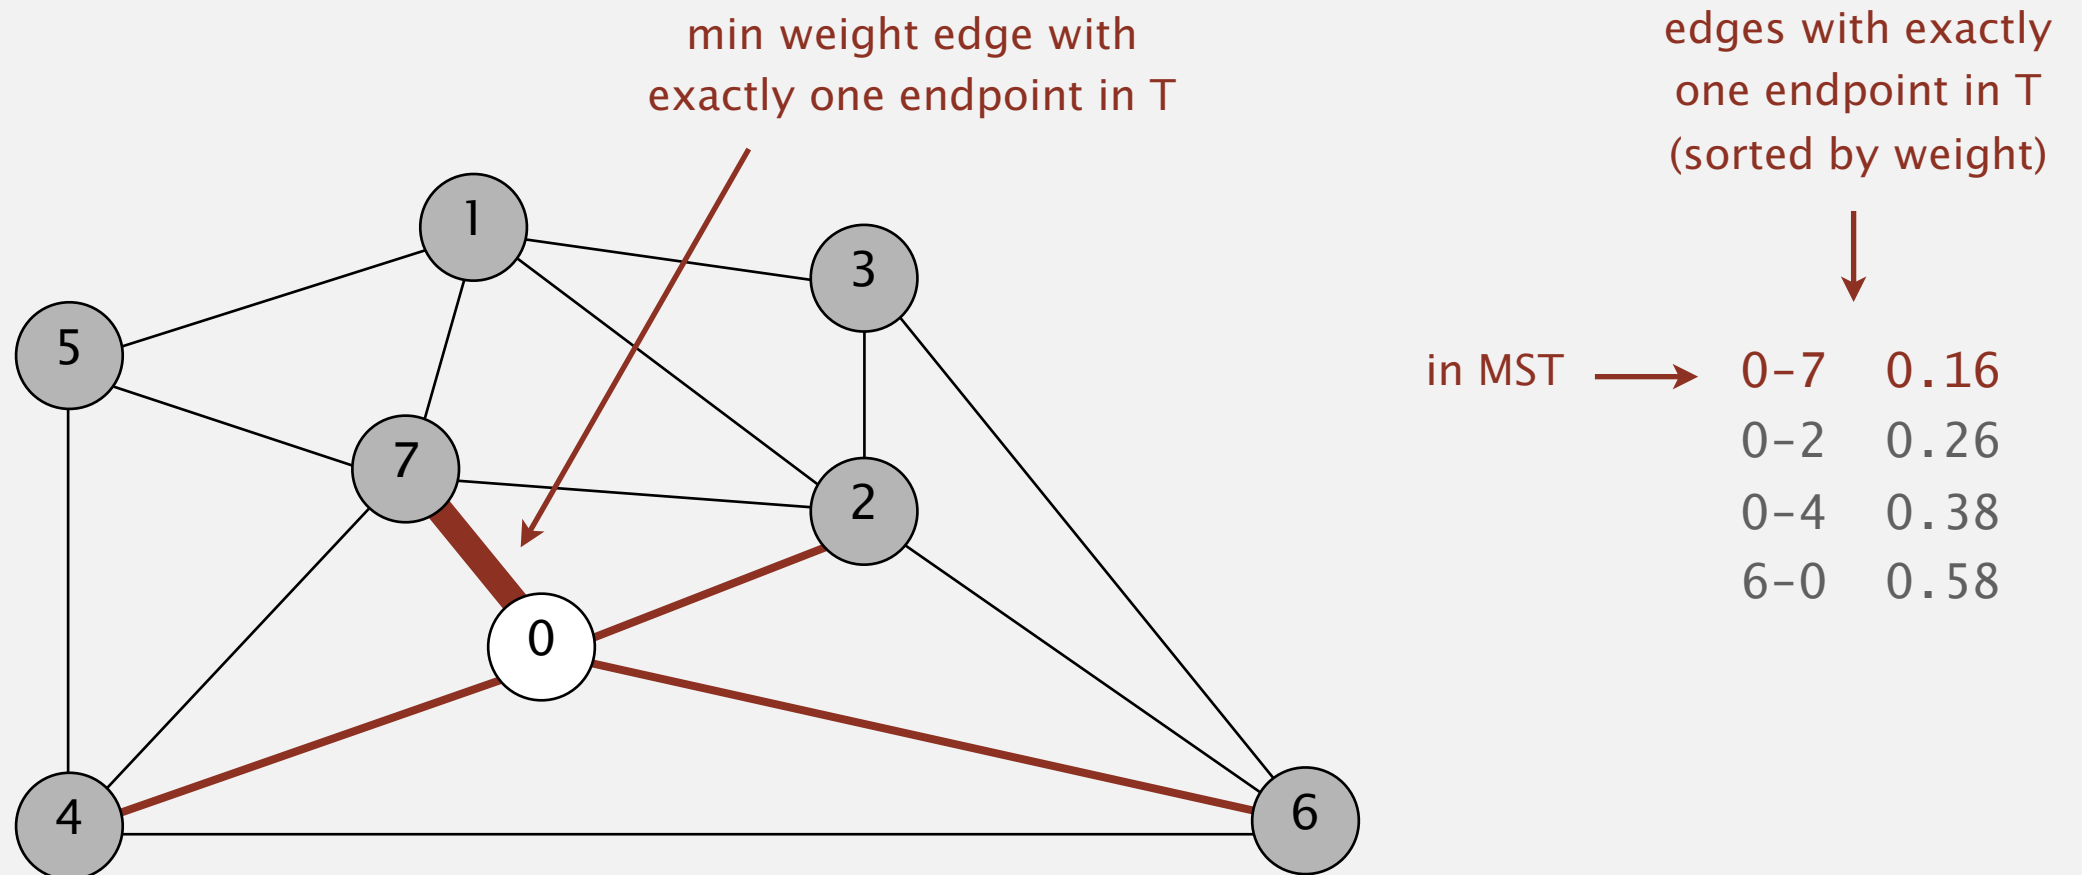 min weight edge with
exactly one endpoint in T
edges with exactly
one endpoint in T
(sorted by weight)
1
3
5
7
2
0
4
6
in MST
0-7 0.16
0-2 0.26
0-4 0.38
6-0 0.58